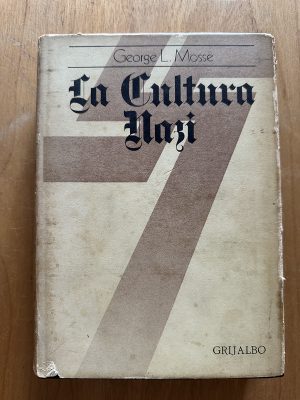 George L. Mosse
La Cultura
Nazi
GRIJALBO